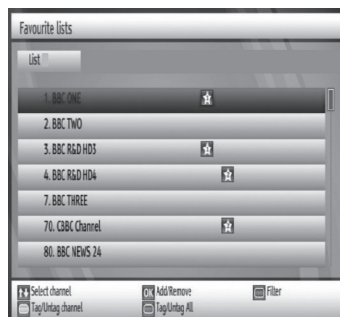 Favourite lists
List
1. BBC ONE
2. BBC TWO
3. BBC R&D HD3
4. BBC R&D HD4
7. BBC THREE
70. CBBC Channel
80. BBC NEWS 24
Select channel OK Add/Remove Filter
Tag/Untag channel Tag/Untag All